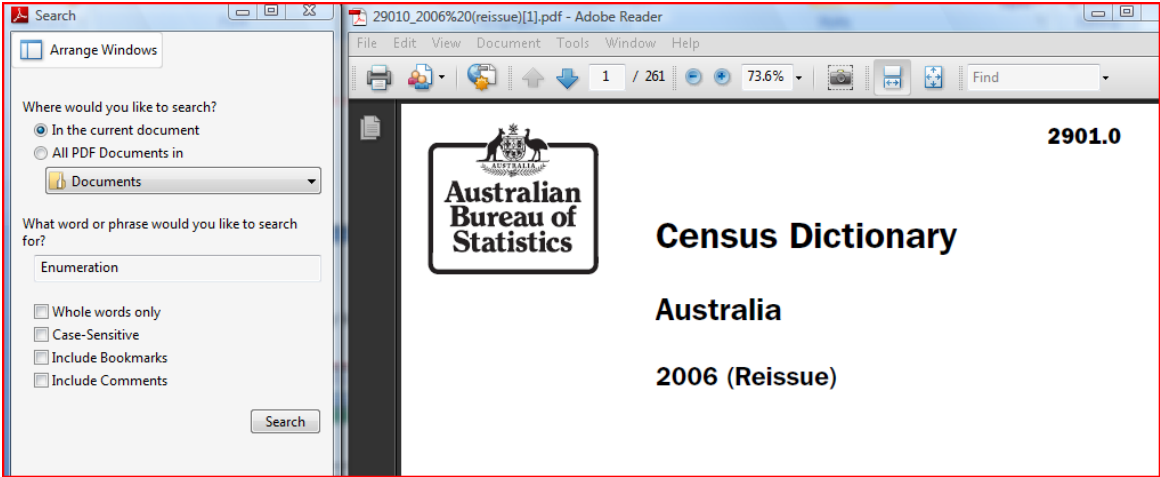 Search
Arrange Windows
Where would you like to search?
In the current document
All PDF Documents in
Documents
What word or phrase would you like to search
for?
Enumeration
Whole words only
Case-Sensitive
Include Bookmarks
Include Comments
Search
29010_2006%20(reissue)[1].pdf - Adobe Reader
File Edit View Document Tools Window Help
1 / 261 73.6% Find
2901.0
AUSTRALIA
Australian
Bureau of
Statistics
Census Dictionary
Australia
2006 (Reissue)